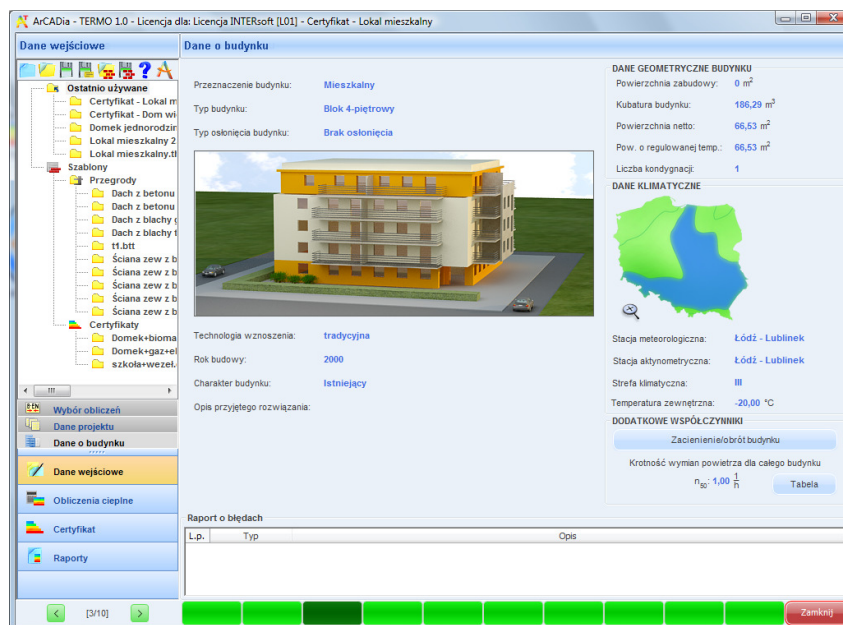 ArCADia - TERMO 1.0 - Licencja dla: Licencja INTERsoft [L01] - Certyfikat - Lokal mieszkalny
Dane wejściowe
Ostatnio używane
Certyfikat - Lokal m
Certyfikat - Dom wi
Domek jednorodzin
Lokal mieszkalny 2
Lokal mieszkalny.tl
Szablony
Przegrody
Dach z betonu
Dach z betonu
Dach z blachy g
Dach z blachy t
t1.btt
Ściana zew z b
Ściana zew z b
Ściana zew z b
Ściana zew z b
Certyfikaty
Domek+bioma
Domek+gaz+el
szkoła+wezeł.
Wybór obliczeń
Dane projektu
Dane o budynku
Dane wejściowe
Obliczenia cieplne
Certyfikat
Raporty
[3/10]
Dane o budynku
Przeznaczenie budynku: Mieszkalny
Typ budynku: Blok 4-piętrowy
Typ osłonięcia budynku: Brak osłonięcia
Technologia wznoszenia: tradycyjna
Rok budowy: 2000
Charakter budynku: Istniejący
Opis przyjętego rozwiązania:
DANE GEOMETRYCZNE BUDYNKU
Powierzchnia zabudowy: 0 m²
Kubatura budynku: 186,29 m³
Powierzchnia netto: 66,53 m²
Pow. o regulowanej temp.: 66,53 m²
Liczba kondygnacji: 1
DANE KLIMATYCZNE
Stacja meteorologiczna: Łódź - Lublinek
Stacja aktynometryczna: Łódź - Lublinek
Strefa klimatyczna: III
Temperatura zewnętrzna: -20,00 °C
DODATKOWE WSPÓŁCZYNNIKI
Zacienienie/obrót budynku
Krotność wymian powietrza dla całego budynku
n₅₀: 1,00 1/h Tabela
Raport o błędach
L.p. Typ Opis
Zamknij